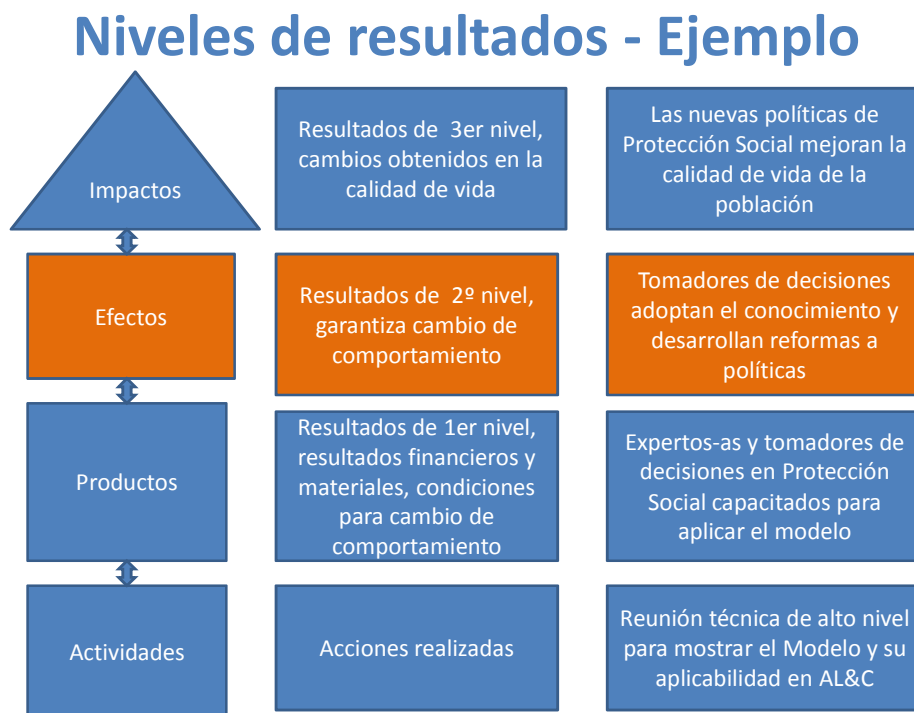 Niveles de resultados - Ejemplo
Impactos
Resultados de 3er nivel,
cambios obtenidos en la
calidad de vida
Las nuevas políticas de
Protección Social mejoran la
calidad de vida de la
población
Efectos
Resultados de 2º nivel,
garantiza cambio de
comportamiento
Tomadores de decisiones
adoptan el conocimiento y
desarrollan reformas a
políticas
Productos
Resultados de 1er nivel,
resultados financieros y
materiales, condiciones
para cambio de
comportamiento
Expertos-as y tomadores de
decisiones en Protección
Social capacitados para
aplicar el modelo
Actividades
Acciones realizadas
Reunión técnica de alto nivel
para mostrar el Modelo y su
aplicabilidad en AL&C